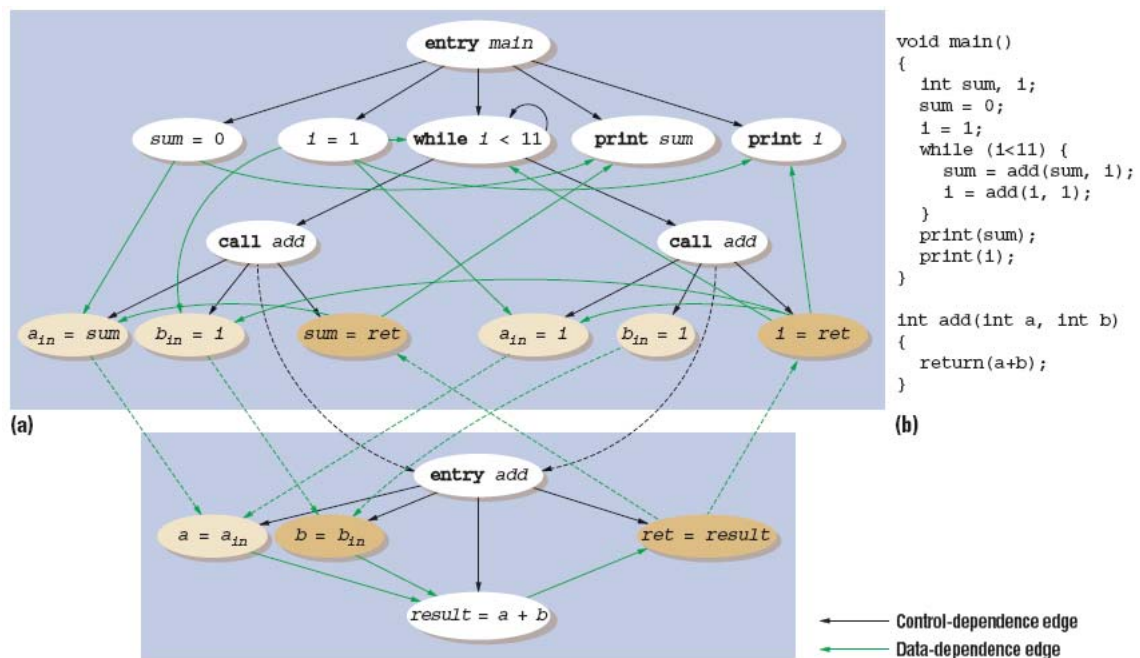 entry main
sum = 0
i = 1
while i < 11
print sum
print i
call add
call add
a_in = sum
b_in = i
sum = ret
a_in = i
b_in = 1
i = ret
(a)
entry add
a = a_in
b = b_in
ret = result
result = a + b
void main()
{
int sum, i;
sum = 0;
i = 1;
while (i<11) {
sum = add(sum, i);
i = add(i, 1);
}
print(sum);
print(i);
}
int add(int a, int b)
{
return(a+b);
}
(b)
Control-dependence edge
Data-dependence edge